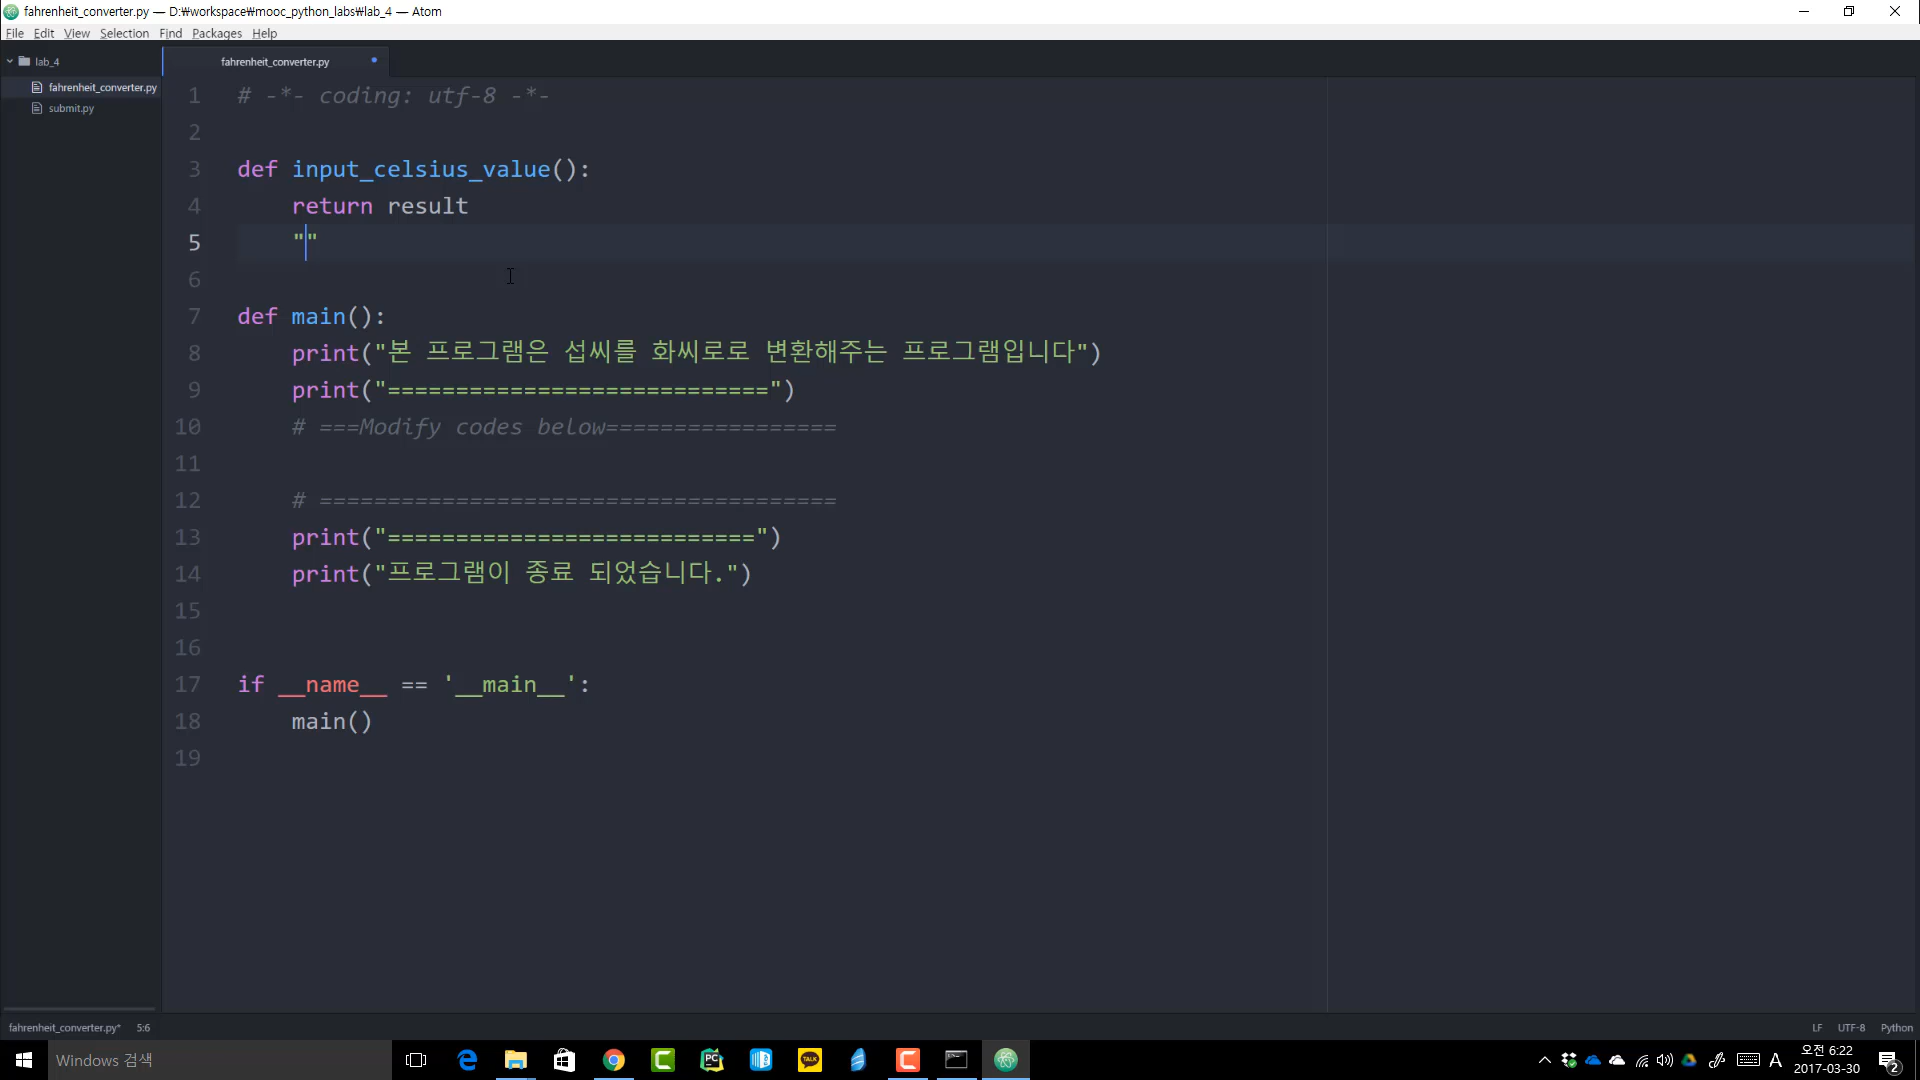 fahrenheit_converter.py — D:₩workspace₩mooc_python_labs₩lab_4 — Atom
File Edit View Selection Find Packages Help
lab_4
fahrenheit_converter.py
submit.py
fahrenheit_converter.py
1 # -*- coding: utf-8 -*-
2
3 def input_celsius_value():
4     return result
5     ""
6
7 def main():
8     print("본 프로그램은 섭씨를 화씨로로 변환해주는 프로그램입니다")
9     print("============================")
10     # ===Modify codes below=================
11
12     # ======================================
13     print("===========================")
14     print("프로그램이 종료 되었습니다.")
15
16
17 if __name__ == '__main__':
18     main()
19
fahrenheit_converter.py* 5:6
LF UTF-8 Python
Windows 검색
PC
TALK
A
오전 6:22
2017-03-30
2